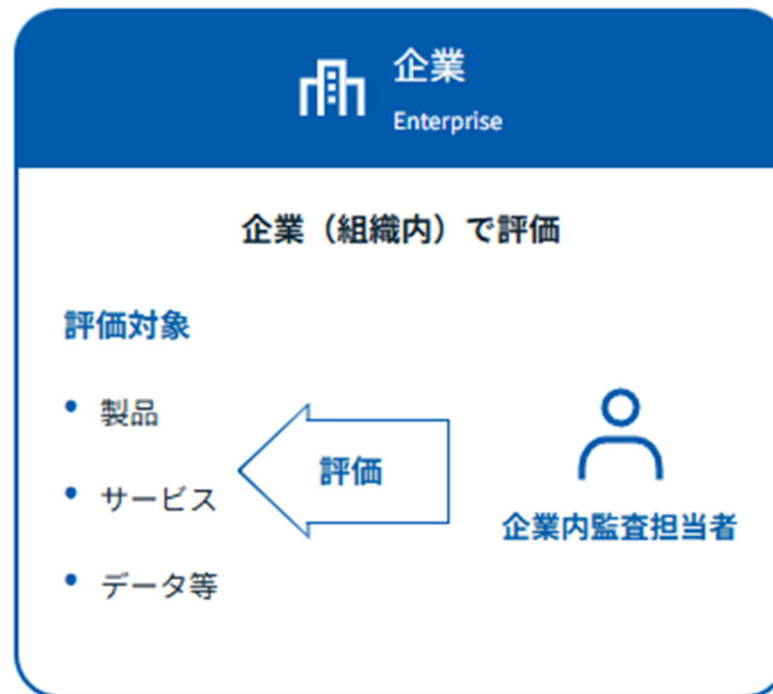 企業
Enterprise
企業（組織内）で評価
評価対象
• 製品
• サービス
• データ等
評価
企業内監査担当者